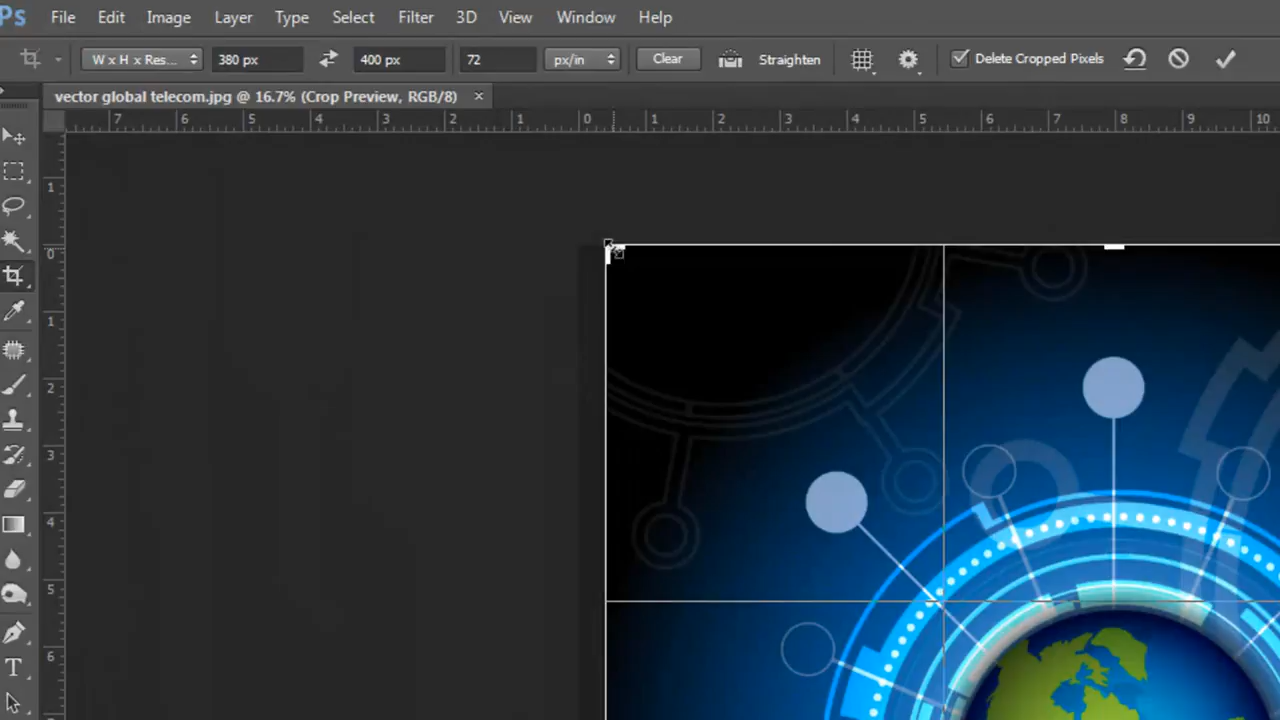 Ps File Edit Image Layer Type Select Filter 3D View Window Help
W x H x Res... 380 px 400 px 72 px/in Clear Straighten Delete Cropped Pixels
vector global telecom.jpg @ 16.7% (Crop Preview, RGB/8) ×
7 6 5 4 3 2 1 0 1 2 3 4 5 6 7 8 9 10
1
0
1
2
3
4
5
6
T